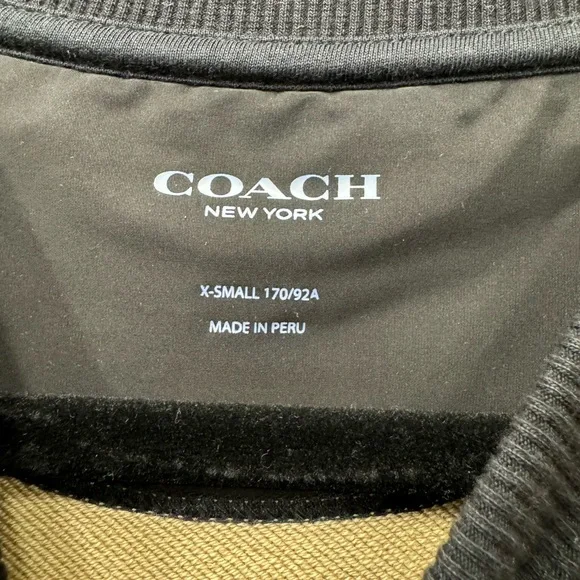 COACH
NEW YORK
X-SMALL 170/92A
MADE IN PERU